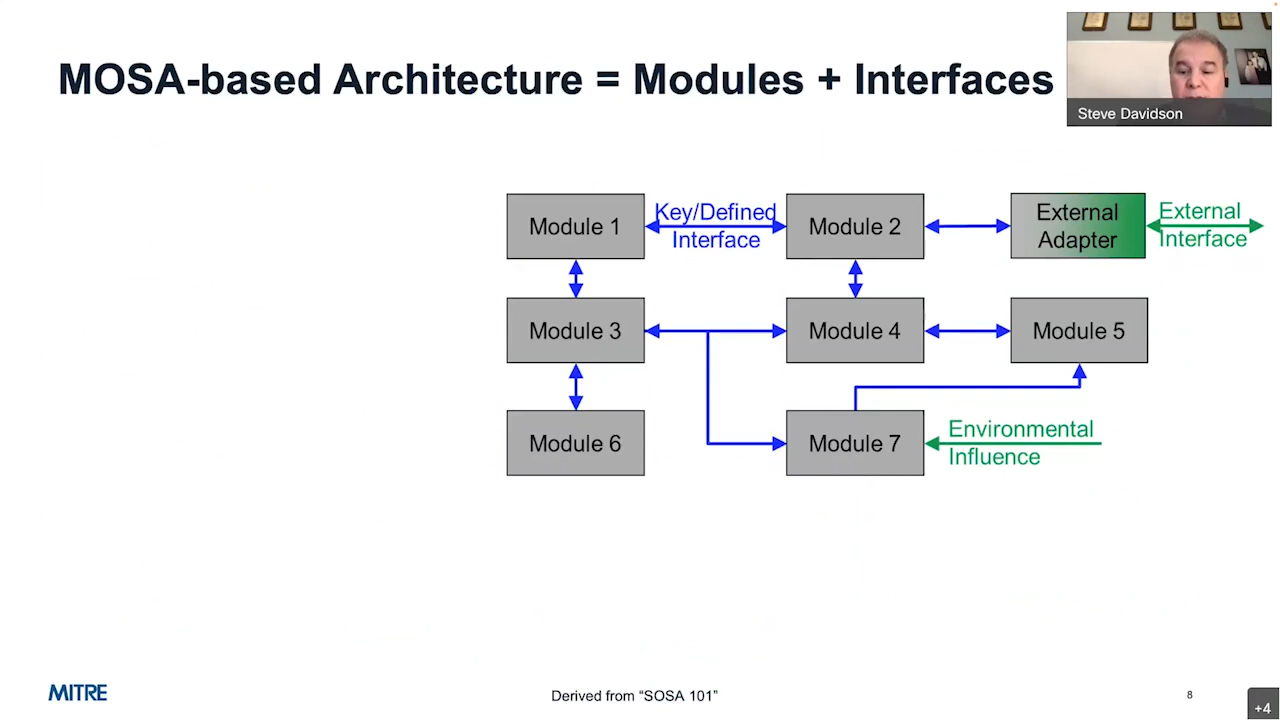 MOSA-based Architecture = Modules + Interfaces
Steve Davidson
Module 1
Key/Defined
Interface
Module 2
External
Adapter
External
Interface
Module 3
Module 4
Module 5
Module 6
Module 7
Environmental
Influence
MITRE
Derived from “SOSA 101”
8
+4